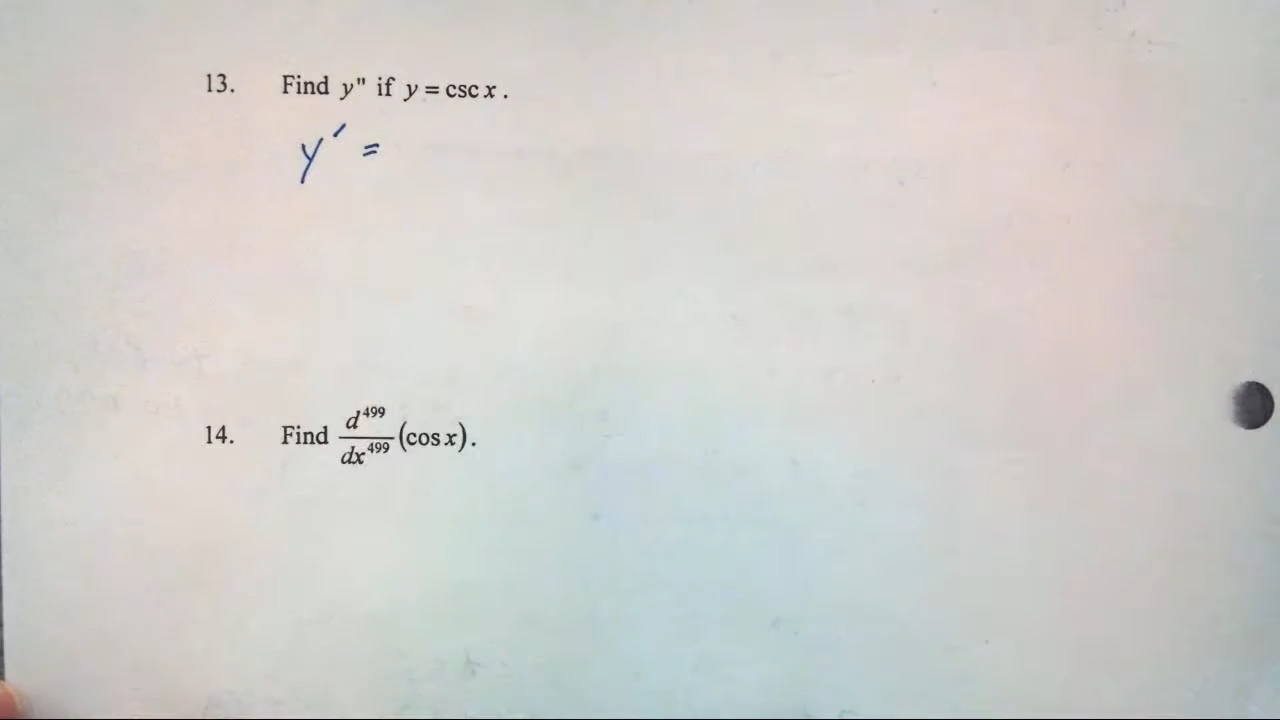 13. Find y" if y = csc x .
y′ =
14. Find d^499/dx^499 (cos x).